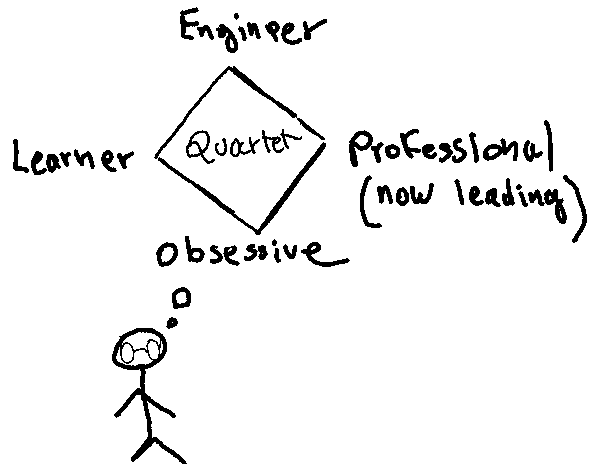 Engineer
Learner
Quartet
Professional
(now leading)
Obsessive